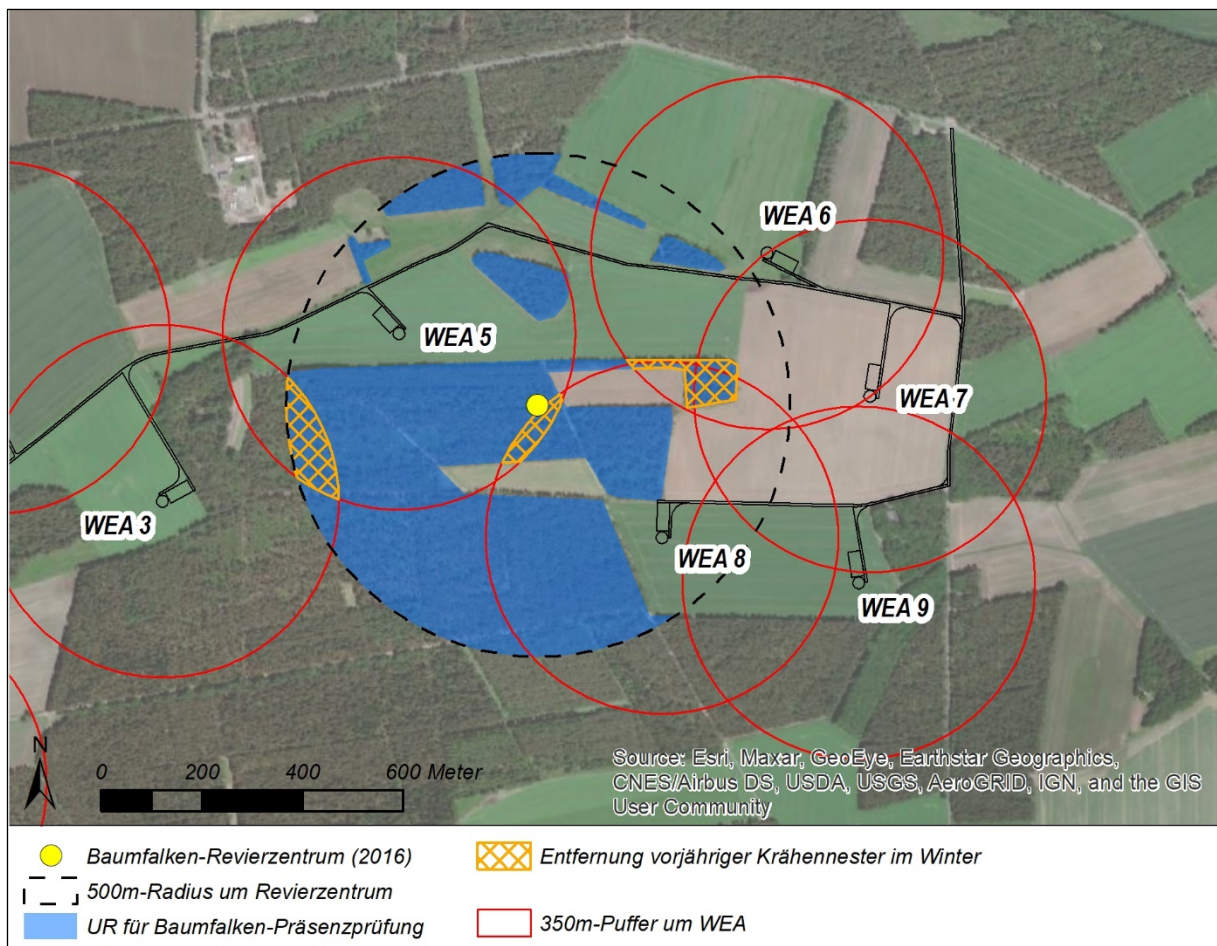 WEA 6
WEA 5
WEA 7
WEA 3
WEA 8
WEA 9
N
0 200 400 600 Meter
Source: Esri, Maxar, GeoEye, Earthstar Geographics,
CNES/Airbus DS, USDA, USGS, AeroGRID, IGN, and the GIS
User Community
Baumfalken-Revierzentrum (2016)
Entfernung vorjähriger Krähennester im Winter
500m-Radius um Revierzentrum
UR für Baumfalken-Präsenzprüfung
350m-Puffer um WEA